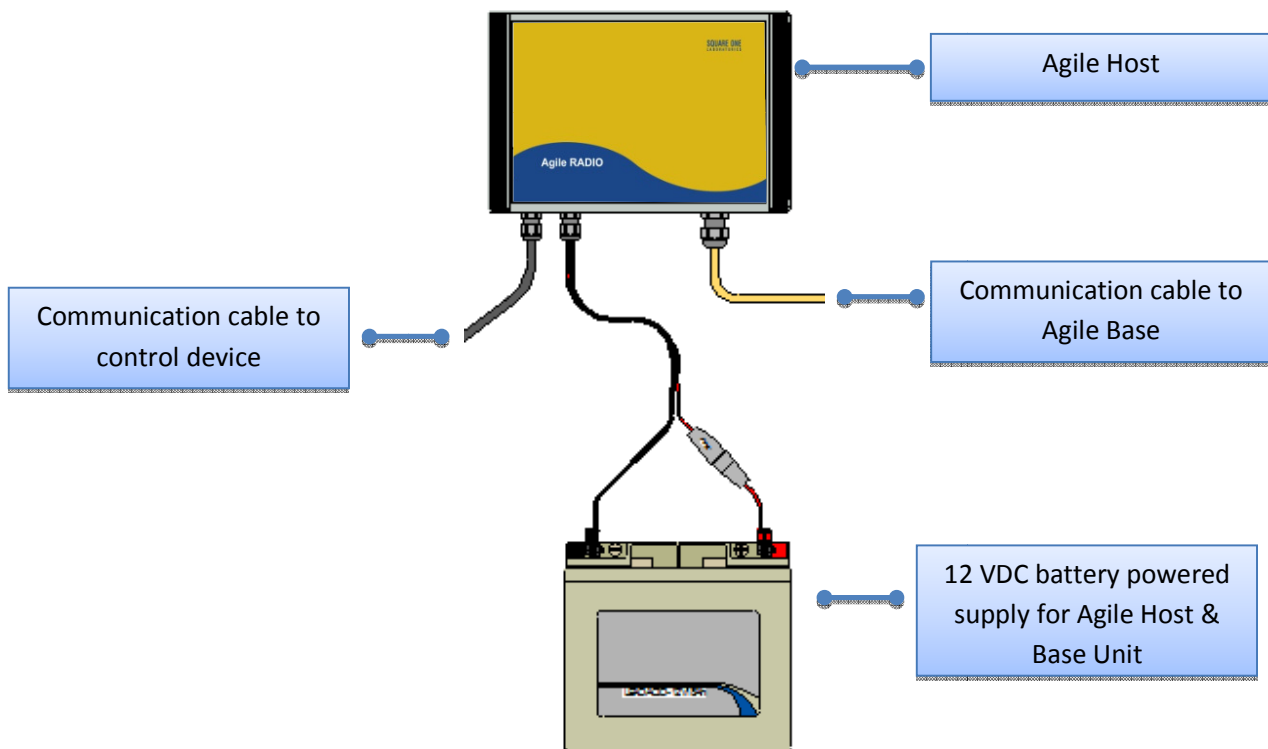 SQUARE ONE
LABORATORIES
Agile Host
Agile RADIO
Communication cable to
Agile Base
Communication cable to
control device
12 VDC battery powered
supply for Agile Host &
Base Unit